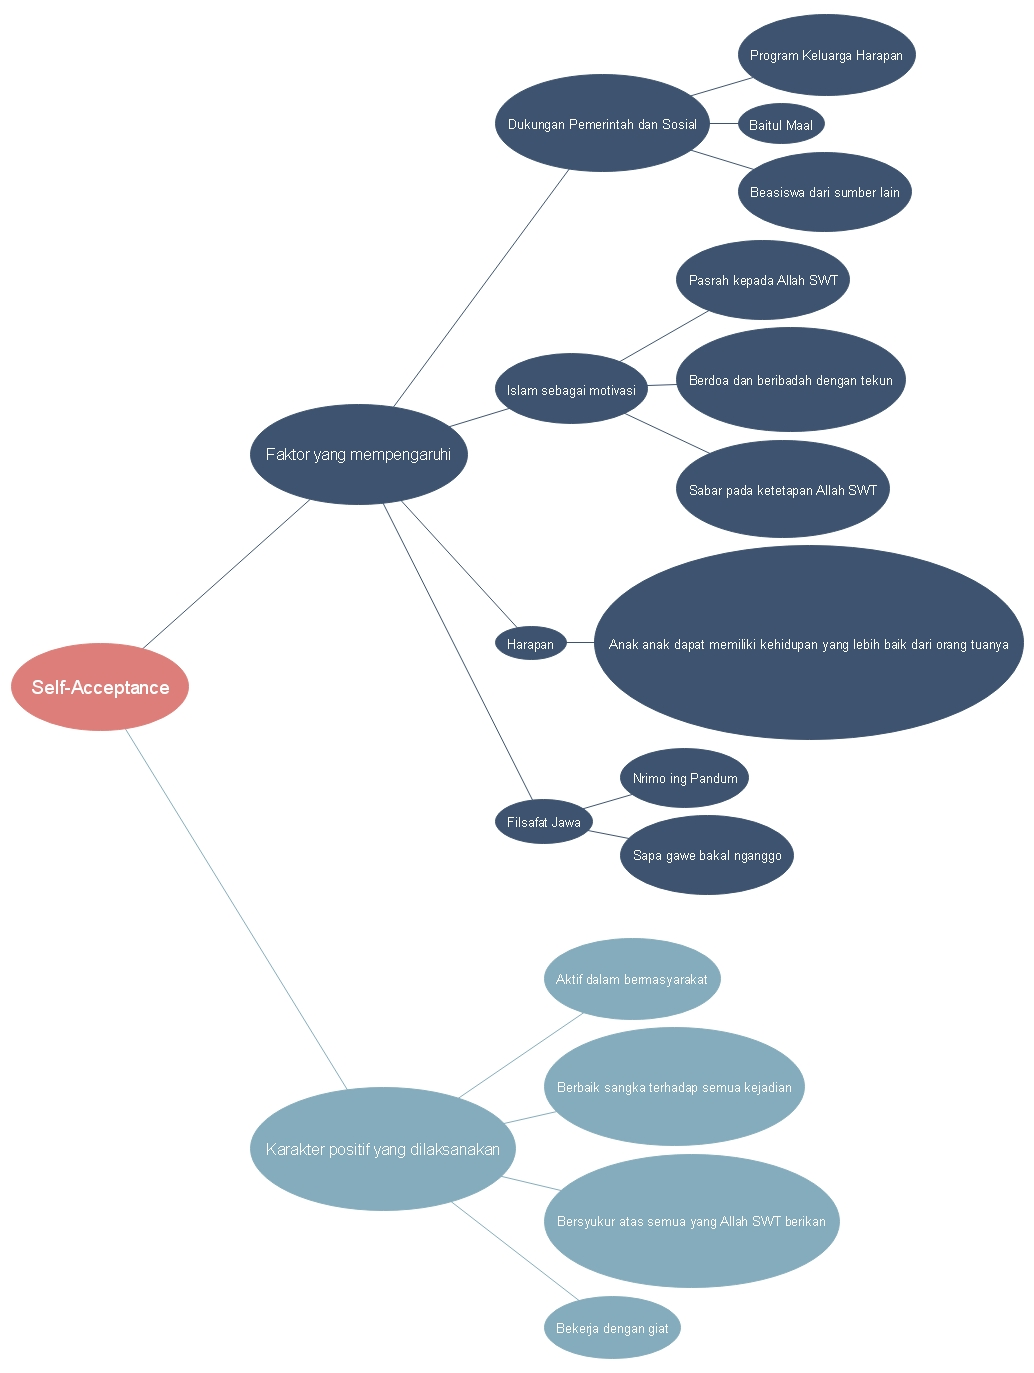 Self-Acceptance
Faktor yang mempengaruhi
Dukungan Pemerintah dan Sosial
Program Keluarga Harapan
Baitul Maal
Beasiswa dari sumber lain
Islam sebagai motivasi
Pasrah kepada Allah SWT
Berdoa dan beribadah dengan tekun
Sabar pada ketetapan Allah SWT
Harapan
Anak anak dapat memiliki kehidupan yang lebih baik dari orang tuanya
Filsafat Jawa
Nrimo ing Pandum
Sapa gawe bakal nganggo
Karakter positif yang dilaksanakan
Aktif dalam bermasyarakat
Berbaik sangka terhadap semua kejadian
Bersyukur atas semua yang Allah SWT berikan
Bekerja dengan giat